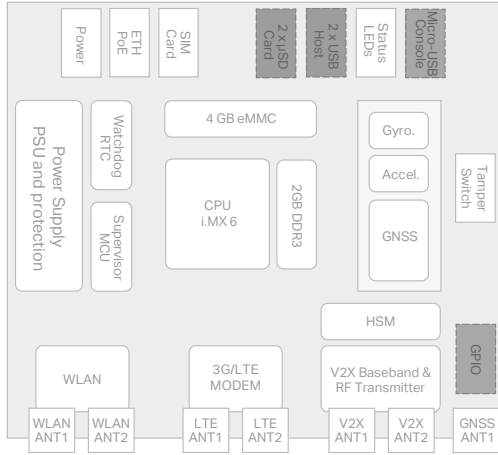 Power
ETH
PoE
SIM
Card
2 x µSD
Card
2 x USB
Host
Status
LEDs
Micro-USB
Console
Power Supply
PSU and protection
Watchdog
RTC
Supervisor
MCU
4 GB eMMC
CPU
i.MX 6
2GB DDR3
Gyro.
Accel.
GNSS
Tamper
Switch
HSM
GPIO
WLAN
3G/LTE
MODEM
V2X Baseband &
RF Transmitter
WLAN
ANT1
WLAN
ANT2
LTE
ANT1
LTE
ANT2
V2X
ANT1
V2X
ANT2
GNSS
ANT1